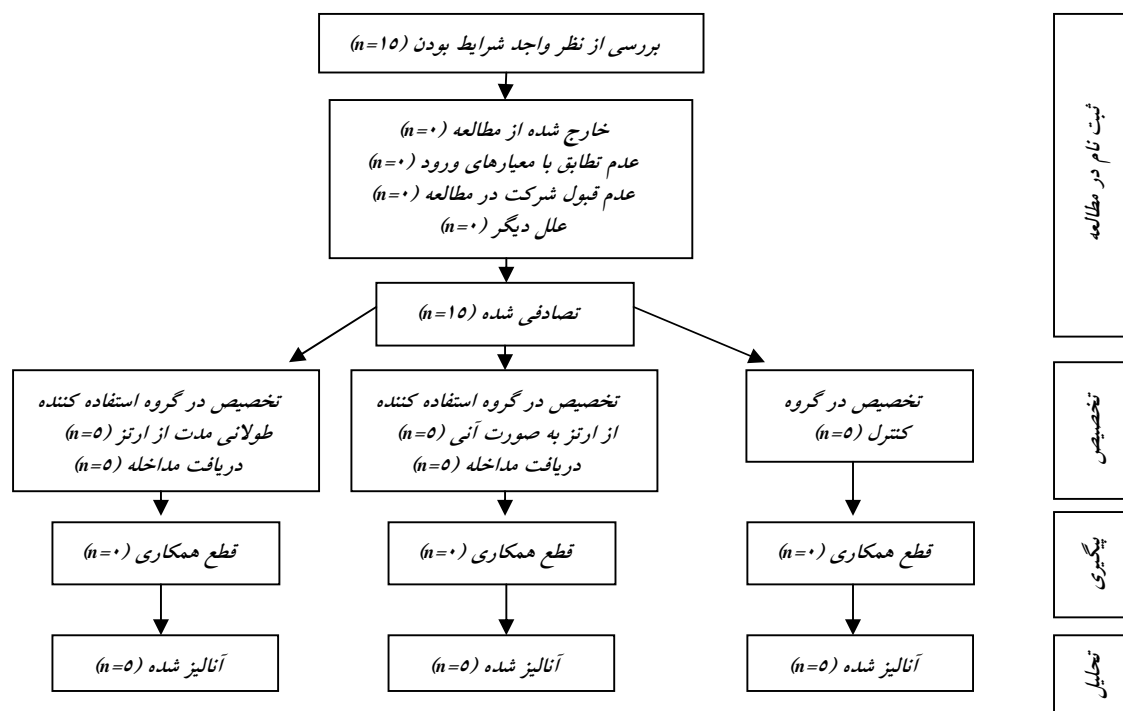 بررسی از نظر واجد شرایط بودن (n=۱۵)
خارج شده از مطالعه (n=۰)
عدم تطابق با معیارهای ورود (n=۰)
عدم قبول شرکت در مطالعه (n=۰)
علل دیگر (n=۰)
تصادفی شده (n=۱۵)
ثبت نام در مطالعه
تخصیص در گروه
کنترل (n=۵)
تخصیص در گروه استفاده کننده
از ارتز به صورت آنی (n=۵)
دریافت مداخله (n=۵)
تخصیص در گروه استفاده کننده
طولانی مدت از ارتز (n=۵)
دریافت مداخله (n=۵)
تخصیص
قطع همکاری (n=۰)
قطع همکاری (n=۰)
قطع همکاری (n=۰)
پیگیری
آنالیز شده (n=۵)
آنالیز شده (n=۵)
آنالیز شده (n=۵)
تحلیل